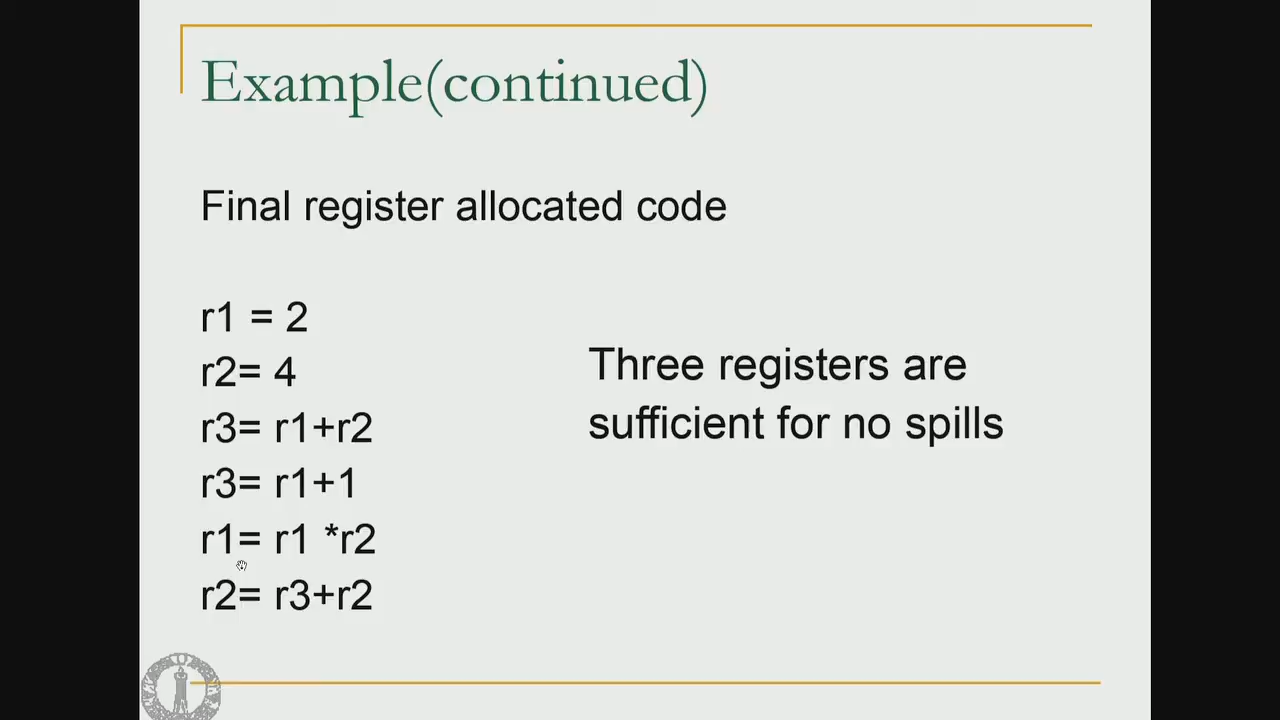 Example(continued)
Final register allocated code
r1 = 2
r2= 4
r3= r1+r2
r3= r1+1
r1= r1 *r2
r2= r3+r2
Three registers are
sufficient for no spills